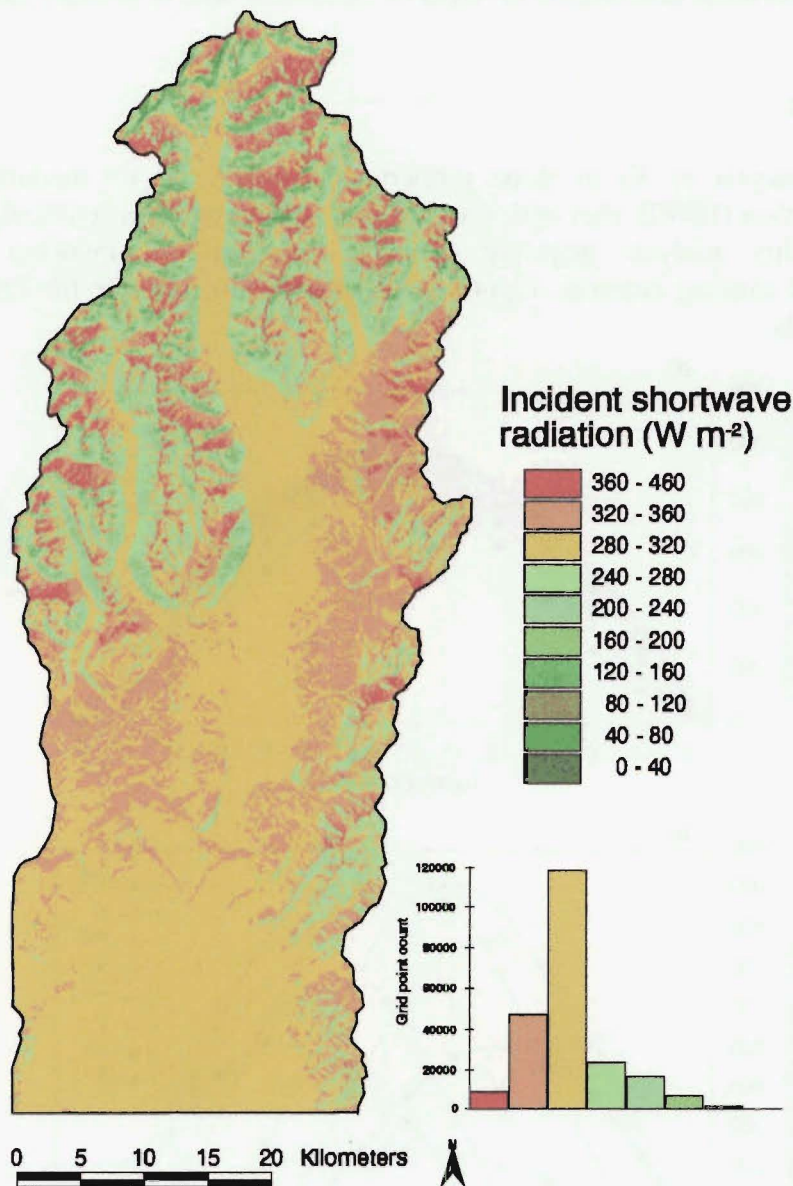 Incident shortwave
radiation (W m-²)
360 - 460
320 - 360
280 - 320
240 - 280
200 - 240
160 - 200
120 - 160
80 - 120
40 - 80
0 - 40
120000
100000
80000
60000
40000
20000
0
Grid point count
0 5 10 15 20 Kilometers
N